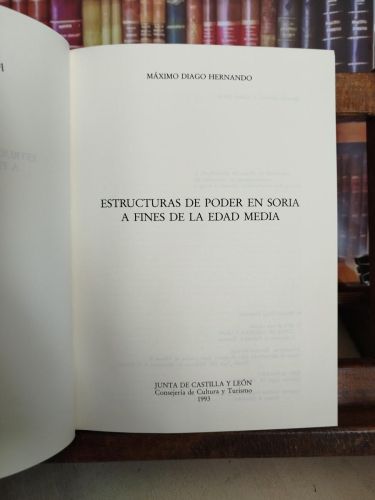 MÁXIMO DIAGO HERNANDO
ESTRUCTURAS DE PODER EN SORIA
A FINES DE LA EDAD MEDIA
JUNTA DE CASTILLA Y LEÓN
Consejería de Cultura y Turismo
1993